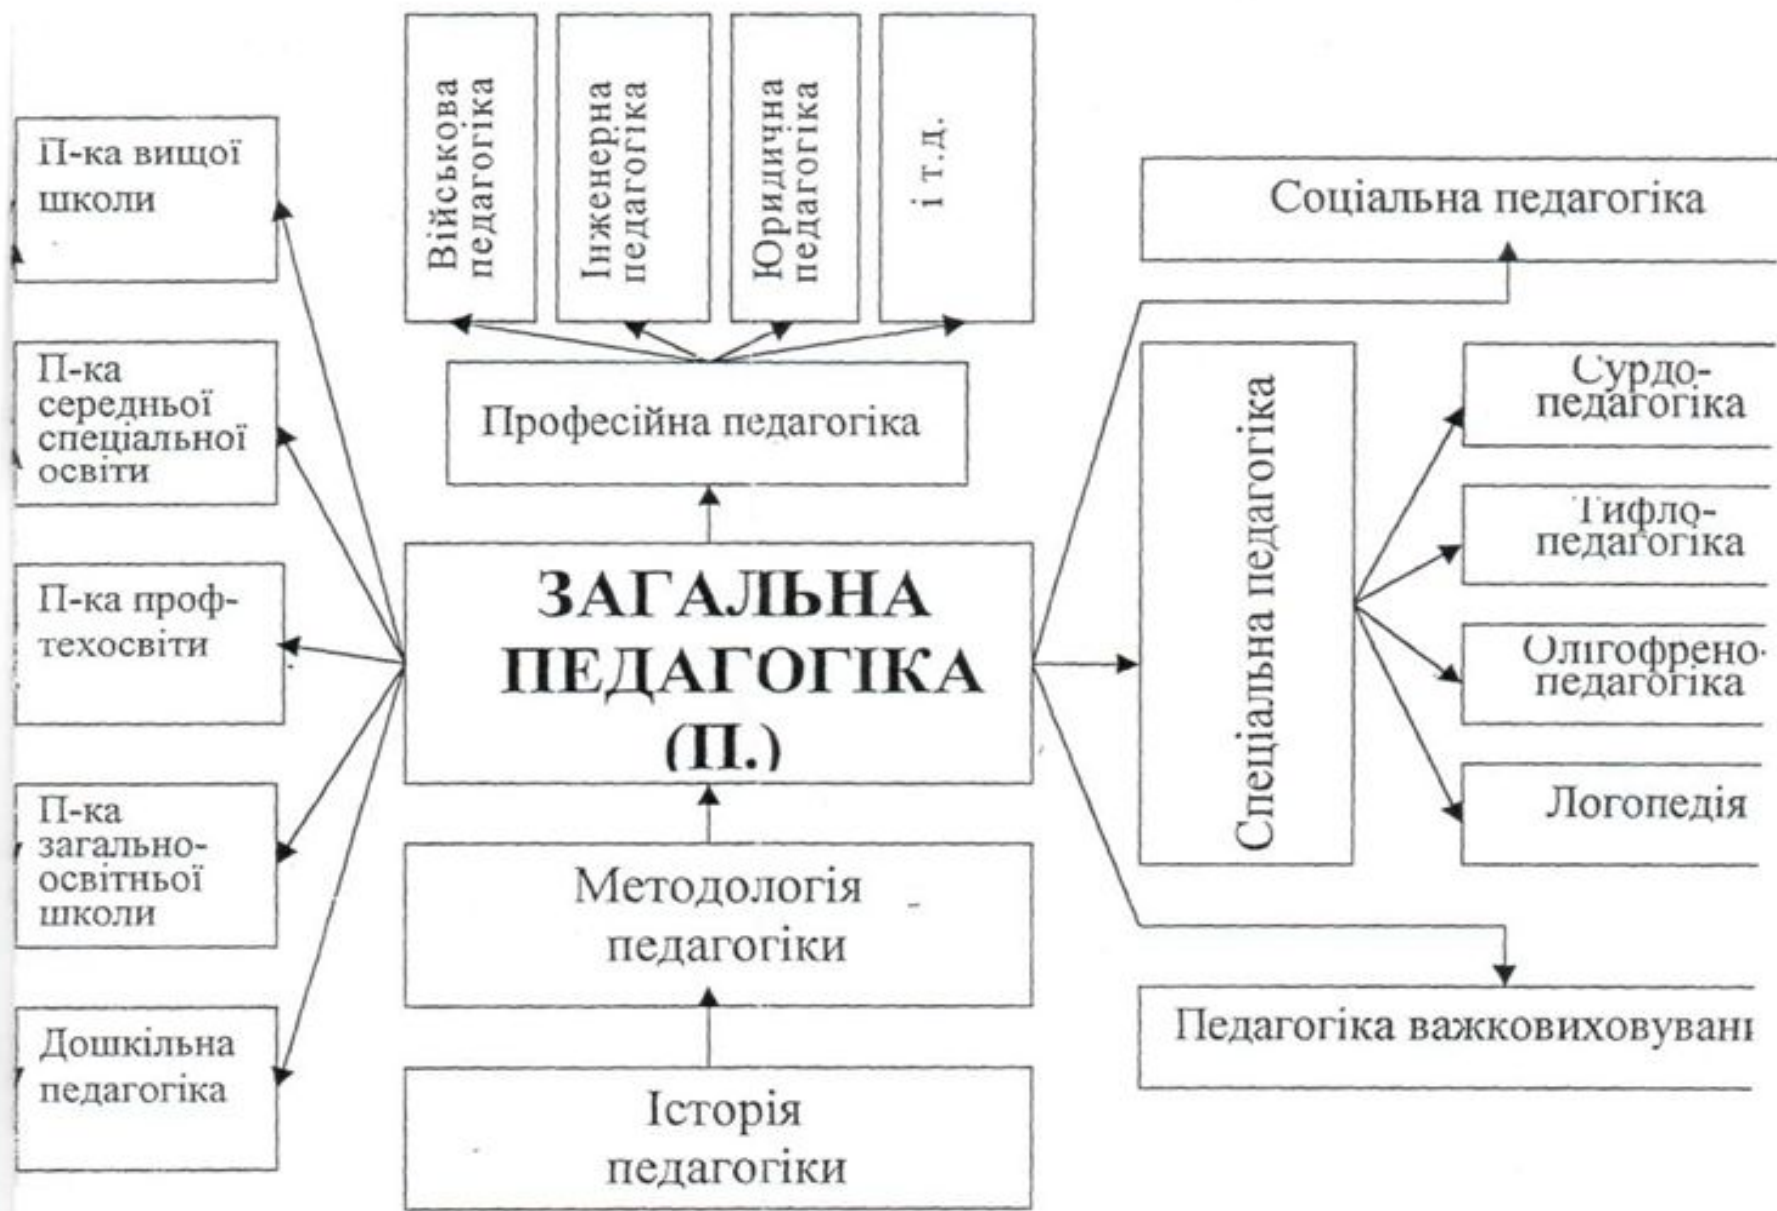 Військова
педагогіка
Інженерна
педагогіка
Юридична
педагогіка
і т.д.
П-ка вищої
школи
П-ка
середньої
спеціальної
освіти
П-ка проф-
техосвіти
П-ка
загально-
освітньої
школи
Дошкільна
педагогіка
Професійна педагогіка
ЗАГАЛЬНА
ПЕДАГОГІКА
(П.)
Методологія
педагогіки
Історія
педагогіки
Соціальна педагогіка
Спеціальна педагогіка
Сурдо-
педагогіка
Тифло-
педагогіка
Олігофрено-
педагогіка
Логопедія
Педагогіка